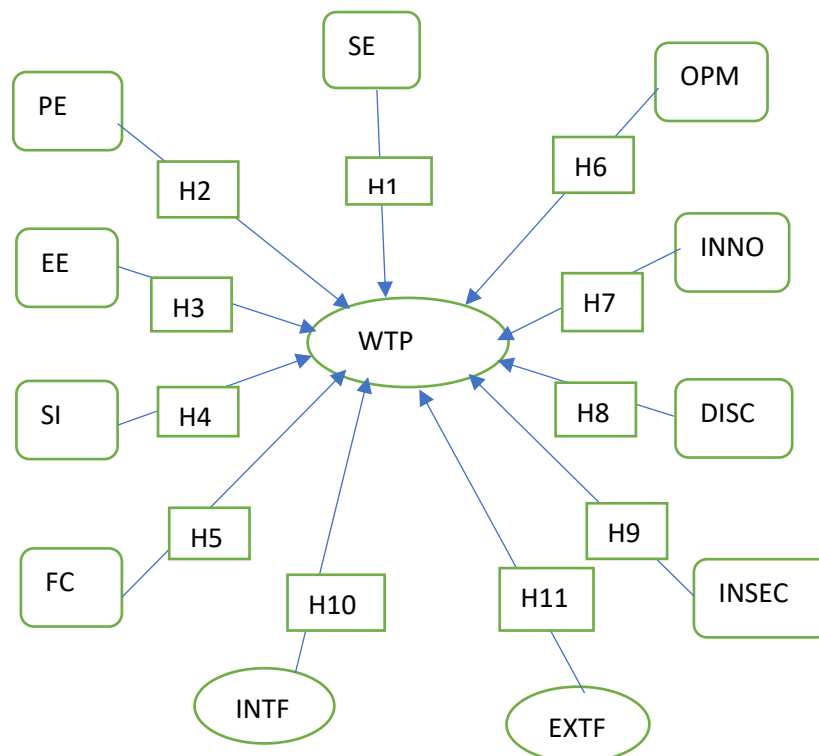 SE
OPM
PE
H6
H1
H2
INNO
EE
H3
H7
WTP
SI
H4
H8
DISC
H5
H9
FC
INSEC
H10
H11
INTF
EXTF